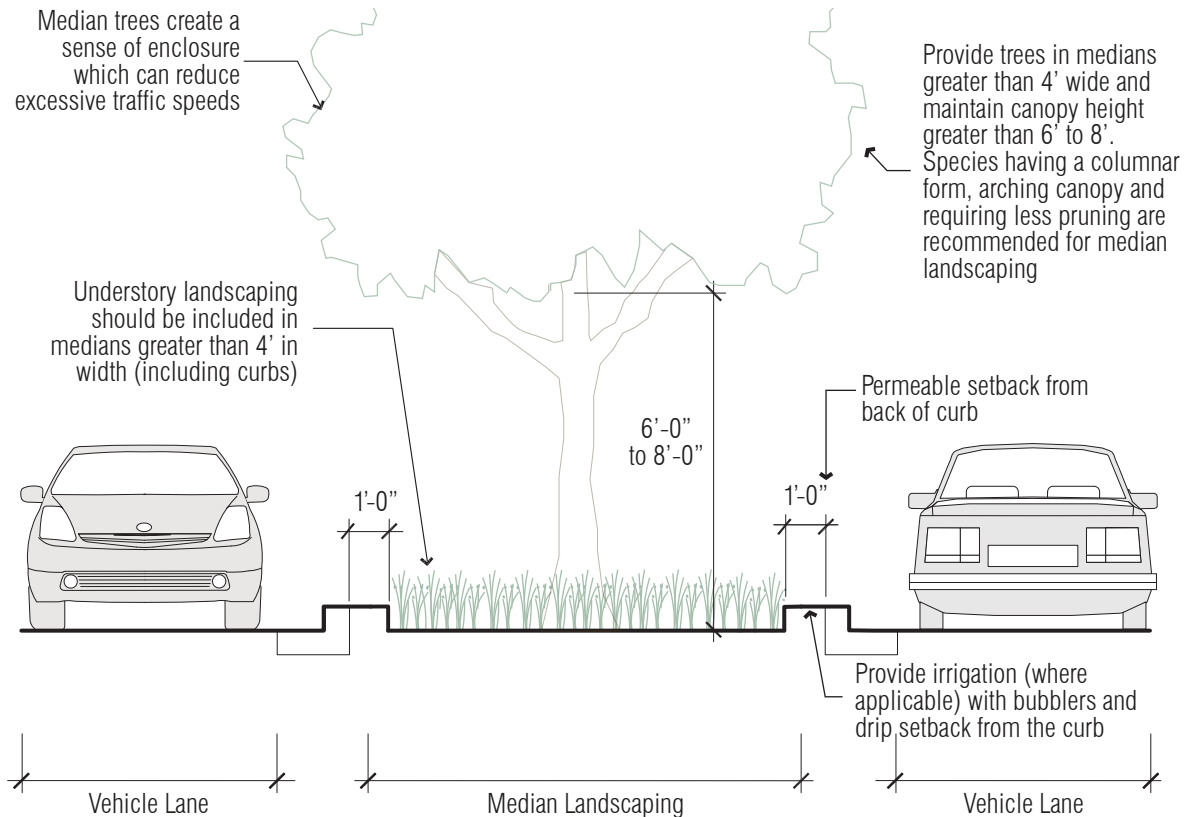 Median trees create a
sense of enclosure
which can reduce
excessive traffic speeds
Provide trees in medians
greater than 4’ wide and
maintain canopy height
greater than 6’ to 8’.
Species having a columnar
form, arching canopy and
requiring less pruning are
recommended for median
landscaping
Understory landscaping
should be included in
medians greater than 4’ in
width (including curbs)
Permeable setback from
back of curb
6’-0”
to 8’-0”
1’-0”
1’-0”
Provide irrigation (where
applicable) with bubblers and
drip setback from the curb
Vehicle Lane
Median Landscaping
Vehicle Lane